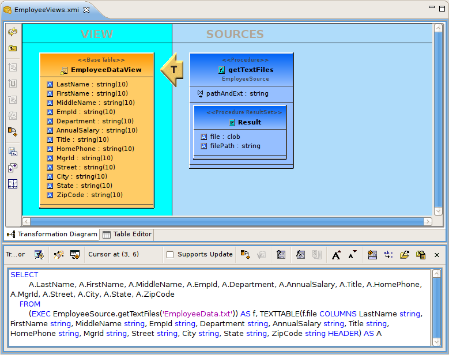 EmployeeViews.xmi
VIEW
SOURCES
<<Base Table>>
EmployeeDataView
LastName : string(10)
FirstName : string(10)
MiddleName : string(10)
EmpId : string(10)
Department : string(10)
AnnualSalary : string(10)
Title : string(10)
HomePhone : string(10)
MgrId : string(10)
Street : string(10)
City : string(10)
State : string(10)
ZipCode : string(10)
T
<<Procedure>>
getTextFiles
EmployeeSource
pathAndExt : string
<<Procedure ResultSet>>
Result
file : clob
filePath : string
Transformation Diagram
Table Editor
Tr...or
Cursor at (3, 6)
Supports Update
SELECT
A.LastName, A.FirstName, A.MiddleName, A.EmpId, A.Department, A.AnnualSalary, A.Title, A.HomePhone,
A.MgrId, A.Street, A.City, A.State, A.ZipCode
FROM
(EXEC EmployeeSource.getTextFiles('EmployeeData.txt')) AS f, TEXTTABLE(f.file COLUMNS LastName string,
FirstName string, MiddleName string, EmpId string, Department string, AnnualSalary string, Title string,
HomePhone string, MgrId string, Street string, City string, State string, ZipCode string HEADER) AS A